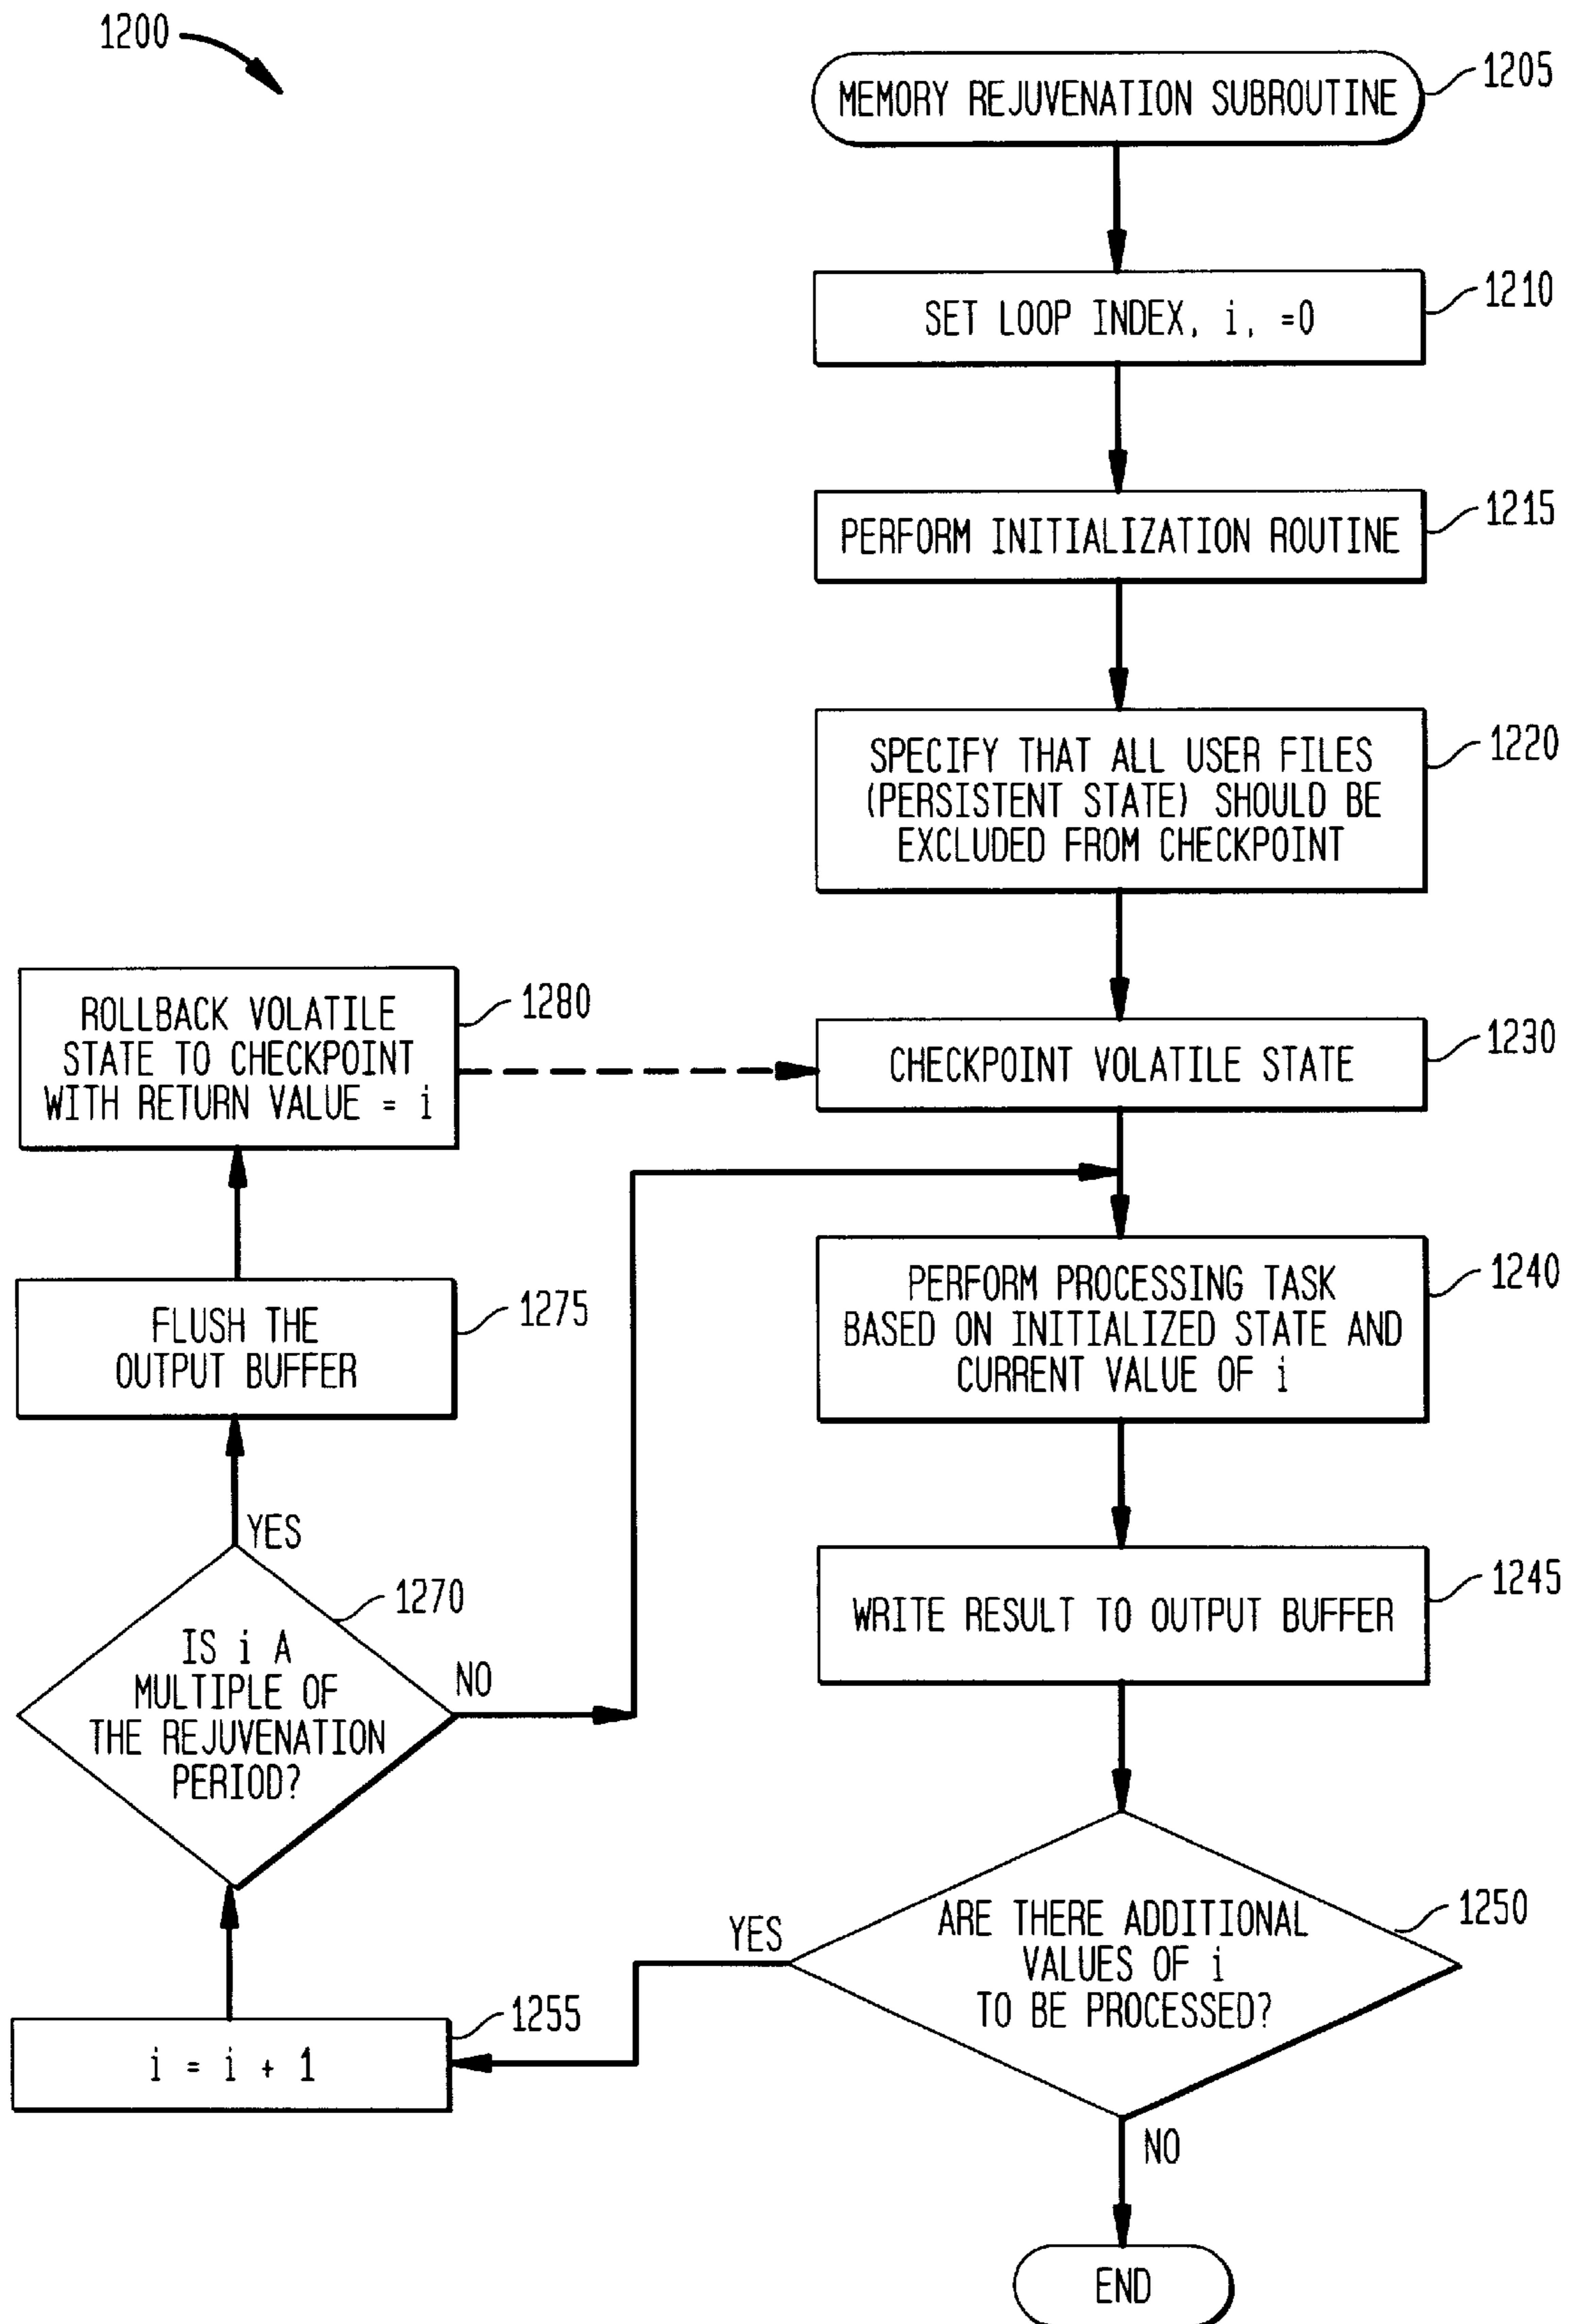 1200
MEMORY REJUVENATION SUBROUTINE
1205
SET LOOP INDEX, i, =0
1210
PERFORM INITIALIZATION ROUTINE
1215
SPECIFY THAT ALL USER FILES
(PERSISTENT STATE) SHOULD BE
EXCLUDED FROM CHECKPOINT
1220
ROLLBACK VOLATILE
STATE TO CHECKPOINT
WITH RETURN VALUE = i
1280
CHECKPOINT VOLATILE STATE
1230
PERFORM PROCESSING TASK
BASED ON INITIALIZED STATE AND
CURRENT VALUE OF i
1240
FLUSH THE
OUTPUT BUFFER
1275
WRITE RESULT TO OUTPUT BUFFER
1245
YES
IS i A
MULTIPLE OF
THE REJUVENATION
PERIOD?
1270
NO
ARE THERE ADDITIONAL
VALUES OF i
TO BE PROCESSED?
1250
YES
i = i + 1
1255
NO
END